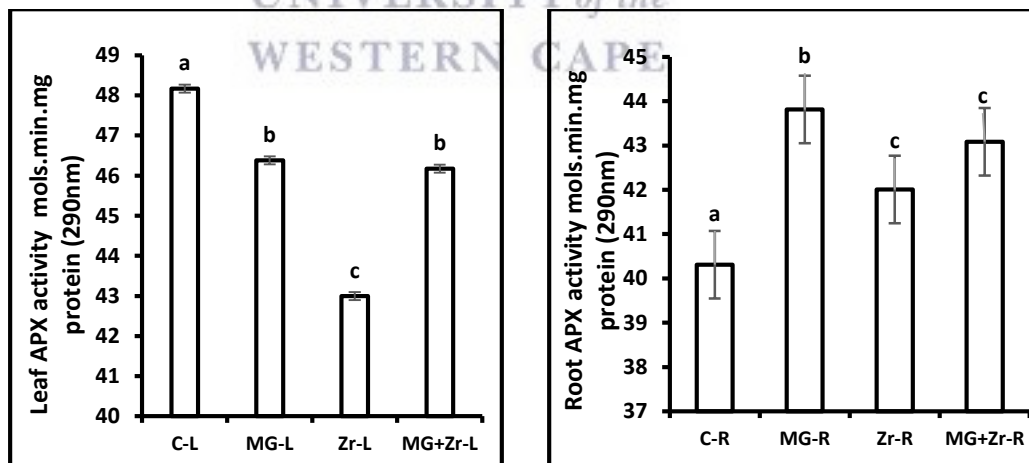 UNIVERSITY of the
WESTERN CAPE
Leaf APX activity mols.min.mg
protein (290nm)
49
48
47
46
45
44
43
42
41
40
a
b
c
b
C-L
MG-L
Zr-L
MG+Zr-L
Root APX activity mols.min.mg
protein (290nm)
45
44
43
42
41
40
39
38
37
a
b
c
c
C-R
MG-R
Zr-R
MG+Zr-R